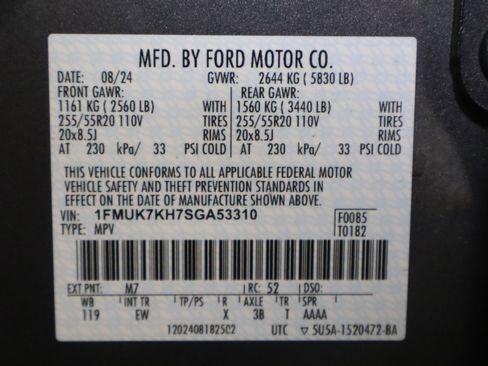 MFD. BY FORD MOTOR CO.
DATE: 08/24 GVWR: 2644 KG ( 5830 LB)
FRONT GAWR: REAR GAWR:
1161 KG ( 2560 LB) WITH 1560 KG ( 3440 LB) WITH
255/55R20 110V TIRES 255/55R20 110V TIRES
20x8.5J RIMS 20x8.5J RIMS
AT 230 kPa/ 33 PSI COLD AT 230 kPa/ 33 PSI COLD
THIS VEHICLE CONFORMS TO ALL APPLICABLE FEDERAL MOTOR
VEHICLE SAFETY AND THEFT PREVENTION STANDARDS IN
EFFECT ON THE DATE OF MANUFACTURE SHOWN ABOVE.
VIN: 1FMUK7KH7SGA53310 F0085
TYPE: MPV T0182
EXT PNT: M7 RC: 52 DSO:
WB INT TR TP/PS R AXLE TR SPR
119 EW X 3B T AAAA
1202408182502 UTC ▽ 5U5A-1520472-BA